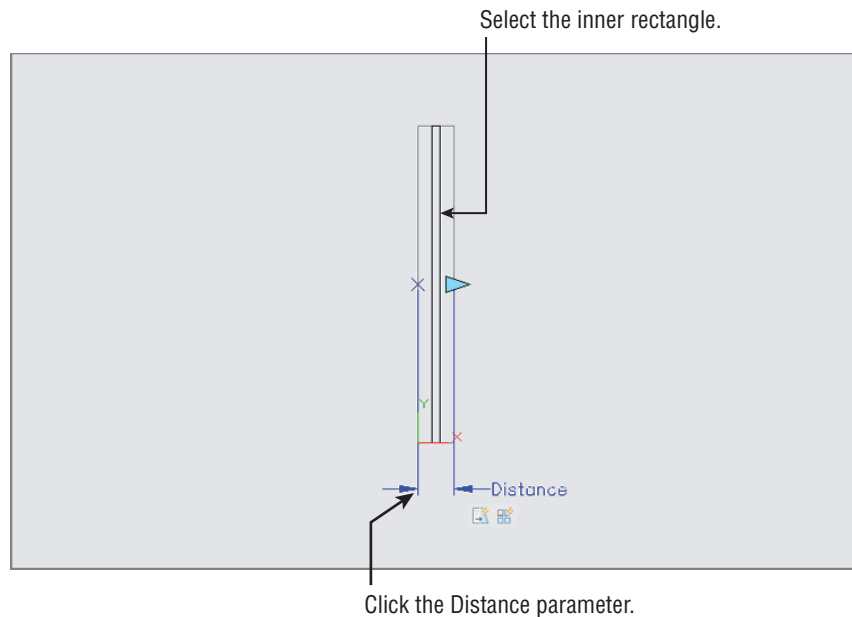 Select the inner rectangle.
Y
X
Distance
Click the Distance parameter.